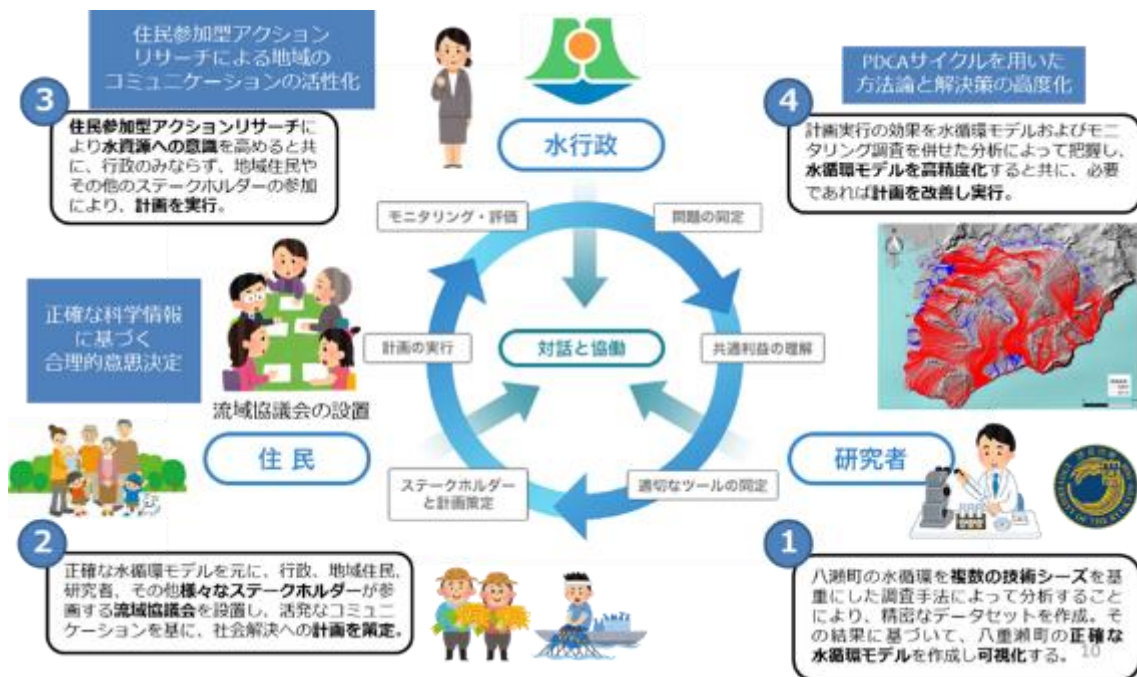 住民参加型アクション
リサーチによる地域の
コミュニケーションの活性化
3
住民参加型アクションリサーチに
より水資源への意識を高めると共
に、行政のみならず、地域住民や
その他のステークホルダーの参加
により、計画を実行。
水行政
PDCAサイクルを用いた
方法論と解決策の高度化
4
計画実行の効果を水循環モデルおよびモニ
タリング調査を併せた分析によって把握し、
水循環モデルを高精度化すると共に、必要
であれば計画を改善し実行。
モニタリング・評価
問題の同定
正確な科学情報
に基づく
合理的意思決定
計画の実行
対話と協働
共通利益の理解
流域協議会の設置
住民
ステークホルダー
と計画策定
適切なツールの同定
研究者
2
正確な水循環モデルを元に、行政、地域住民、
研究者、その他様々なステークホルダーが参
画する流域協議会を設置し、活発なコミュニ
ケーションを基に、社会解決への計画を策定。
1
八瀬町の水循環を複数の技術シーズを基
重にした調査手法によって分析すること
により、精密なデータセットを作成。そ
の結果に基づいて、八重瀬町の正確な
水循環モデルを作成し可視化する。
10